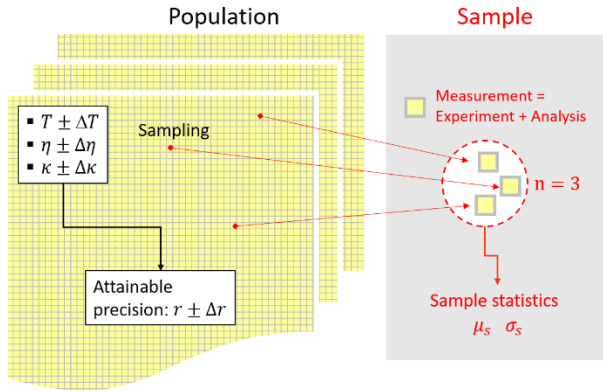 Population
Sample
▪ T ± ΔT
▪ η ± Δη
▪ κ ± Δκ
Sampling
Measurement =
Experiment + Analysis
n = 3
Attainable
precision: r ± Δr
Sample statistics
μₛ σₛ